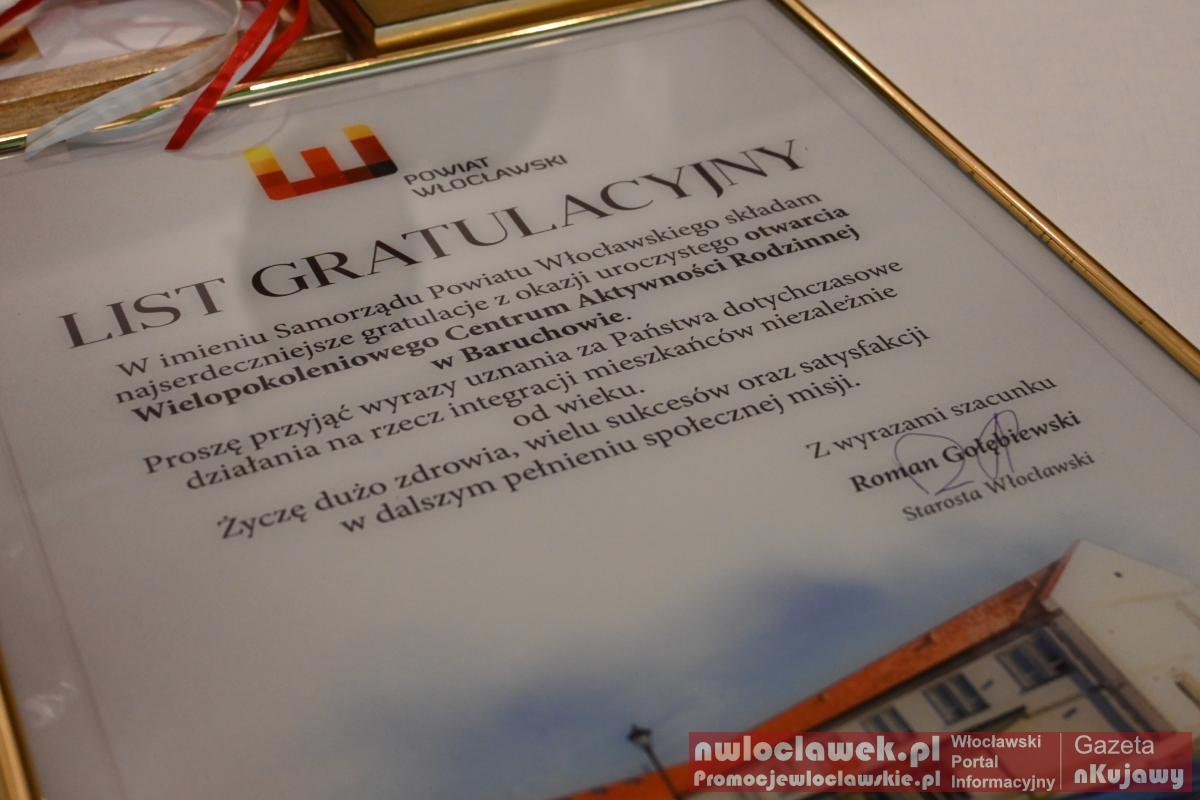 POWIAT
WŁOCŁAWSKI
LIST GRATULACYJNY
W imieniu Samorządu Powiatu Włocławskiego składam
najserdeczniejsze gratulacje z okazji uroczystego otwarcia
Wielopokoleniowego Centrum Aktywności Rodzinnej
w Baruchowie.
Proszę przyjąć wyrazy uznania za Państwa dotychczasowe
działania na rzecz integracji mieszkańców niezależnie
od wieku.
Życzę dużo zdrowia, wielu sukcesów oraz satysfakcji
w dalszym pełnieniu społecznej misji.
Z wyrazami szacunku
Roman Gołębiewski
Starosta Włocławski
nwloclawek.pl
Promocjewloclawskie.pl
Włocławski
Portal
Informacyjny
Gazeta
nKujawy